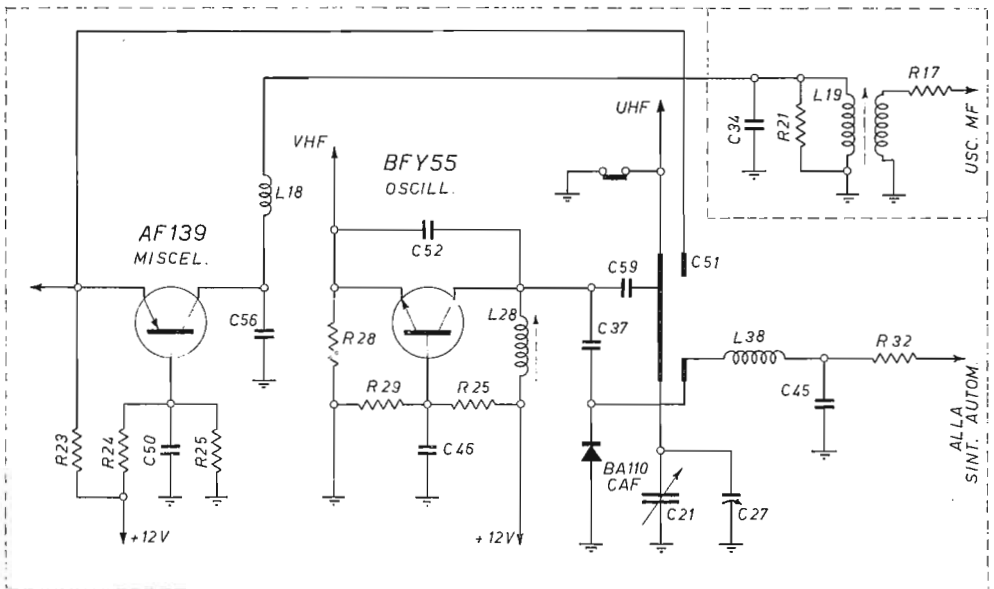 R17
L19
R21
C34
USC. MF
UHF
VHF
BFY55
OSCILL.
L18
AF139
MISCEL.
C52
C59
C51
C56
R28
L28
C37
L38
R32
R29
R25
C45
ALLA
SINT. AUTOM.
R23
R24
C50
R25
C46
BA110
CAF
C21
C27
+12V
+12V